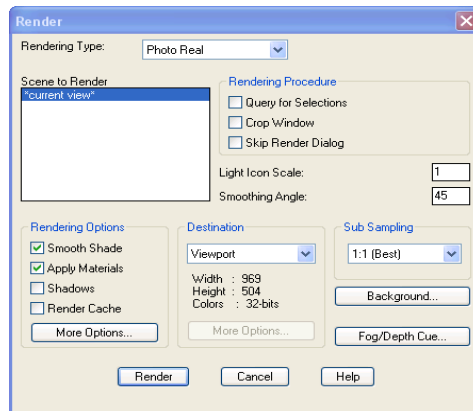 Render
Rendering Type:
Photo Real
Scene to Render
*current view*
Rendering Procedure
Query for Selections
Crop Window
Skip Render Dialog
Light Icon Scale:
1
Smoothing Angle:
45
Rendering Options
Smooth Shade
Apply Materials
Shadows
Render Cache
More Options...
Destination
Viewport
Width : 969
Height : 504
Colors : 32-bits
More Options...
Sub Sampling
1:1 (Best)
Background...
Fog/Depth Cue...
Render
Cancel
Help